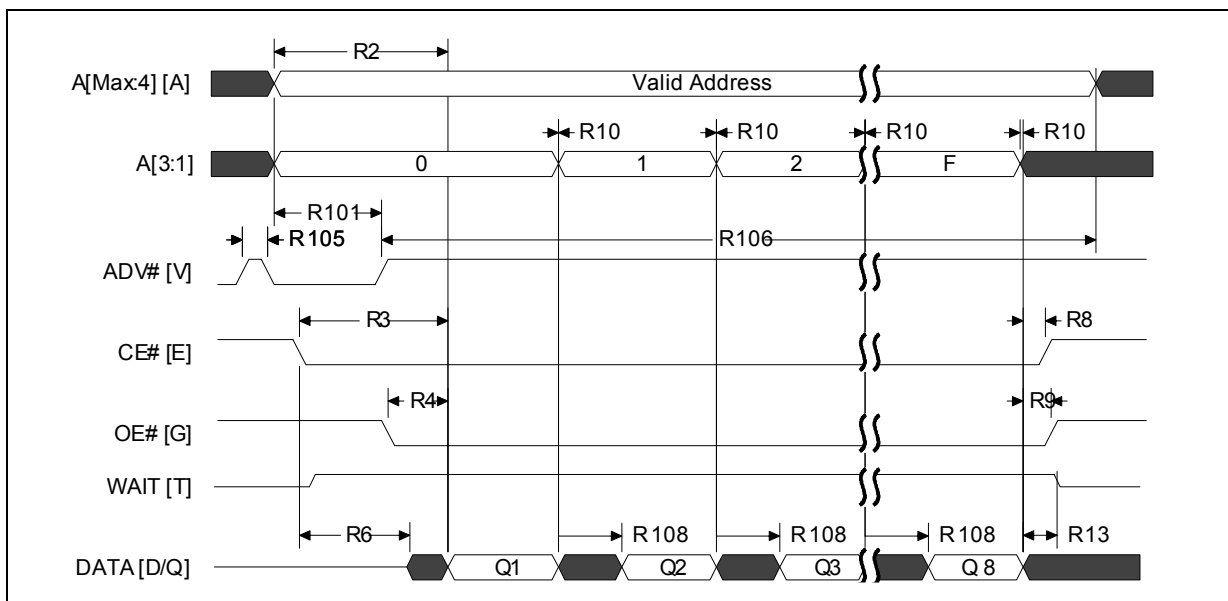 R2
A[Max:4] [A] Valid Address
R10 R10 R10 R10
A[3:1] 0 1 2 F
R101
R105 R106
ADV# [V]
R3 R8
CE# [E]
R4 R9
OE# [G]
WAIT [T]
R6 R108 R108 R108 R13
DATA [D/Q] Q1 Q2 Q3 Q 8